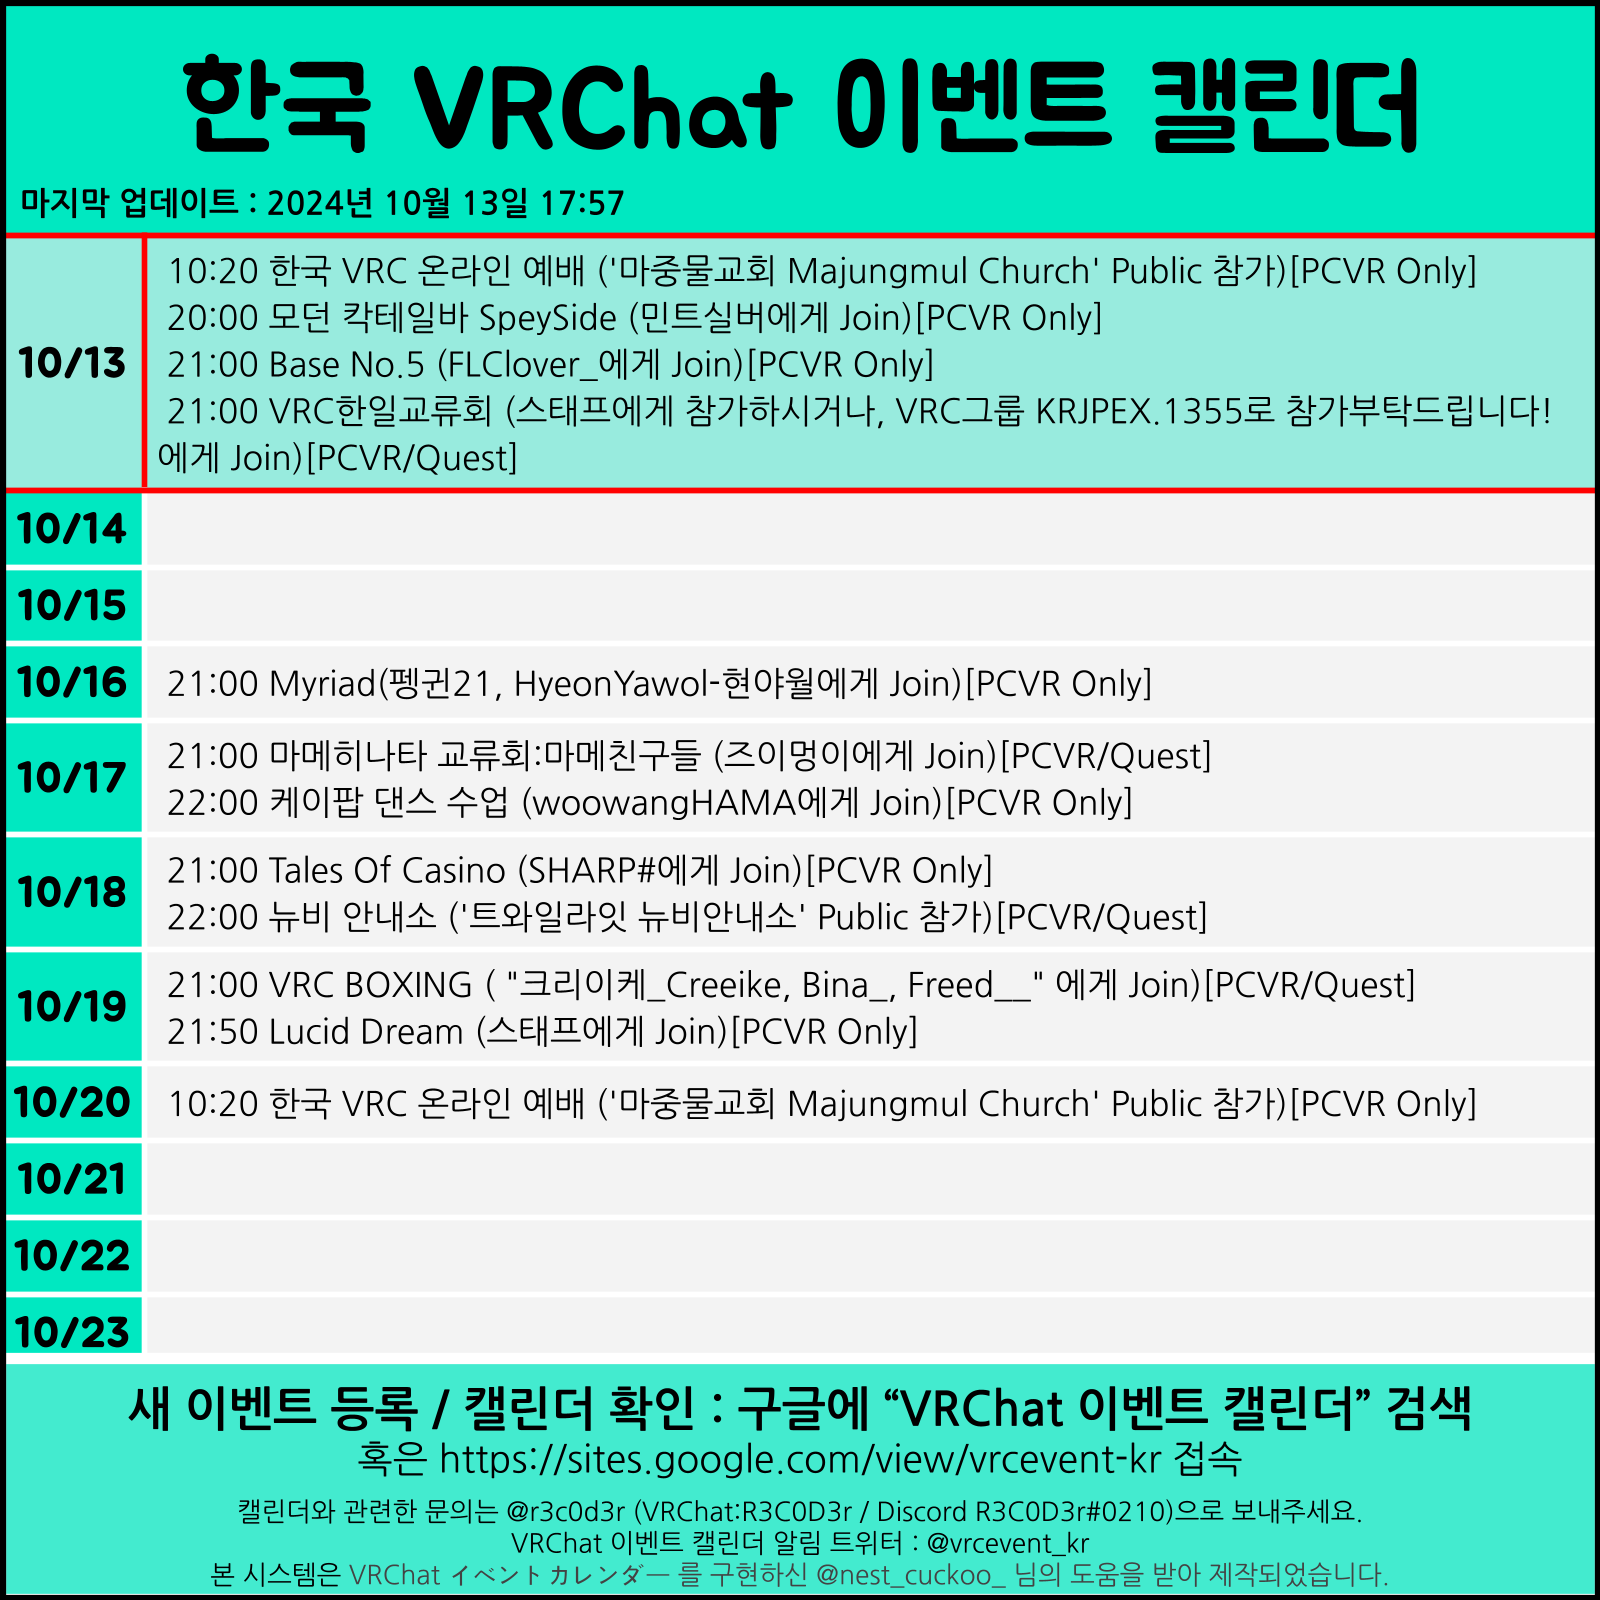 한국 VRChat 이벤트 캘린더
마지막 업데이트 : 2024년 10월 13일 17:57
10/13
10:20 한국 VRC 온라인 예배 ('마중물교회 Majungmul Church' Public 참가)[PCVR Only]
20:00 모던 칵테일바 SpeySide (민트실버에게 Join)[PCVR Only]
21:00 Base No.5 (FLClover_에게 Join)[PCVR Only]
21:00 VRC한일교류회 (스태프에게 참가하시거나, VRC그룹 KRJPEX.1355로 참가부탁드립니다!
에게 Join)[PCVR/Quest]
10/14
10/15
10/16
21:00 Myriad(펭귄21, HyeonYawol-현야월에게 Join)[PCVR Only]
10/17
21:00 마메히나타 교류회:마메친구들 (즈이멍이에게 Join)[PCVR/Quest]
22:00 케이팝 댄스 수업 (woowangHAMA에게 Join)[PCVR Only]
10/18
21:00 Tales Of Casino (SHARP#에게 Join)[PCVR Only]
22:00 뉴비 안내소 ('트와일라잇 뉴비안내소' Public 참가)[PCVR/Quest]
10/19
21:00 VRC BOXING ( "크리이케_Creeike, Bina_, Freed__" 에게 Join)[PCVR/Quest]
21:50 Lucid Dream (스태프에게 Join)[PCVR Only]
10/20
10:20 한국 VRC 온라인 예배 ('마중물교회 Majungmul Church' Public 참가)[PCVR Only]
10/21
10/22
10/23
새 이벤트 등록 / 캘린더 확인 : 구글에 “VRChat 이벤트 캘린더” 검색
혹은 https://sites.google.com/view/vrcevent-kr 접속
캘린더와 관련한 문의는 @r3c0d3r (VRChat:R3C0D3r / Discord R3C0D3r#0210)으로 보내주세요.
VRChat 이벤트 캘린더 알림 트위터 : @vrcevent_kr
본 시스템은 VRChat イベントカレンダー 를 구현하신 @nest_cuckoo_ 님의 도움을 받아 제작되었습니다.